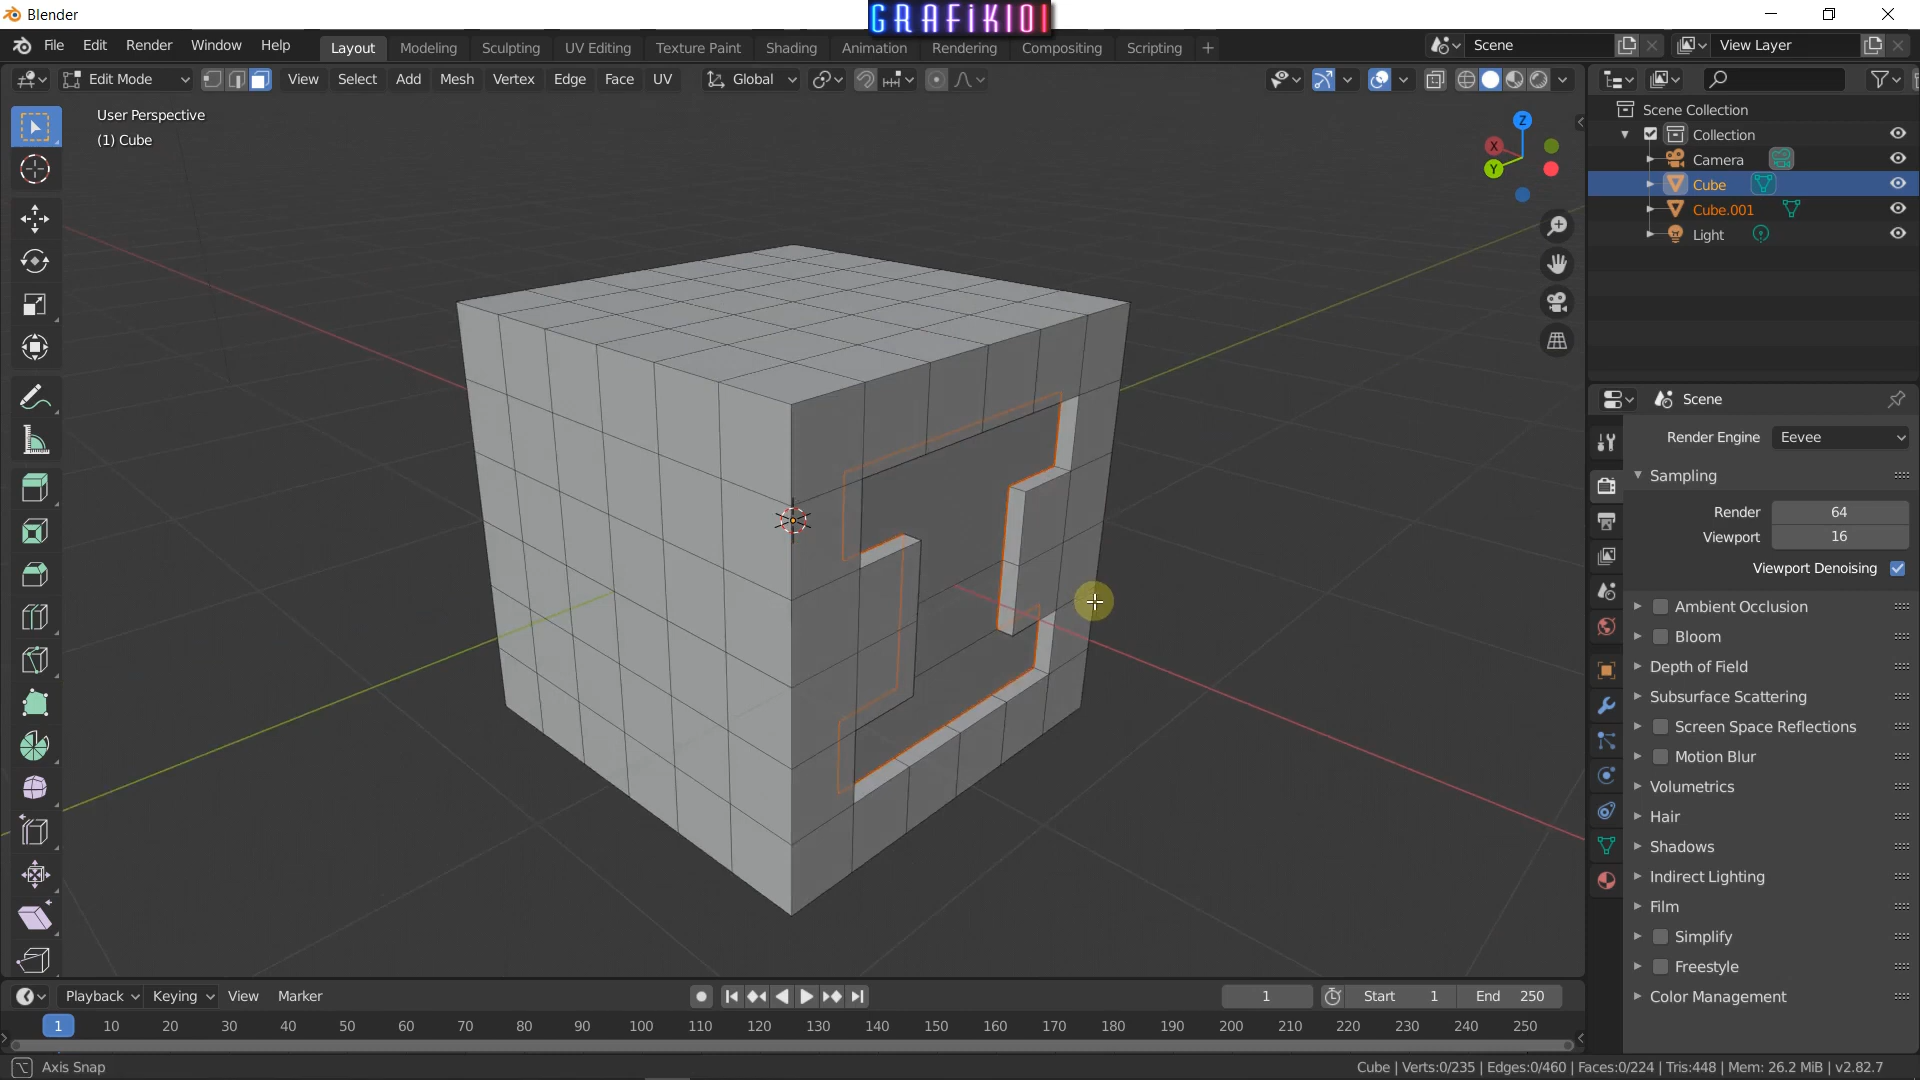 Blender
GRAFiK101
File Edit Render Window Help
Layout Modeling Sculpting UV Editing Texture Paint Shading Animation Rendering Compositing Scripting +
Scene
View Layer
Edit Mode
View Select Add Mesh Vertex Edge Face UV
Global
User Perspective
(1) Cube
Z
X
Y
Scene Collection
Collection
Camera
Cube
Cube.001
Light
Scene
Render Engine Eevee
Sampling
Render 64
Viewport 16
Viewport Denoising
Ambient Occlusion
Bloom
Depth of Field
Subsurface Scattering
Screen Space Reflections
Motion Blur
Volumetrics
Hair
Shadows
Indirect Lighting
Film
Simplify
Freestyle
Color Management
Playback Keying View Marker
1
Start 1 End 250
1 10 20 30 40 50 60 70 80 90 100 110 120 130 140 150 160 170 180 190 200 210 220 230 240 250
Axis Snap
Cube | Verts:0/235 | Edges:0/460 | Faces:0/224 | Tris:448 | Mem: 26.2 MiB | v2.82.7